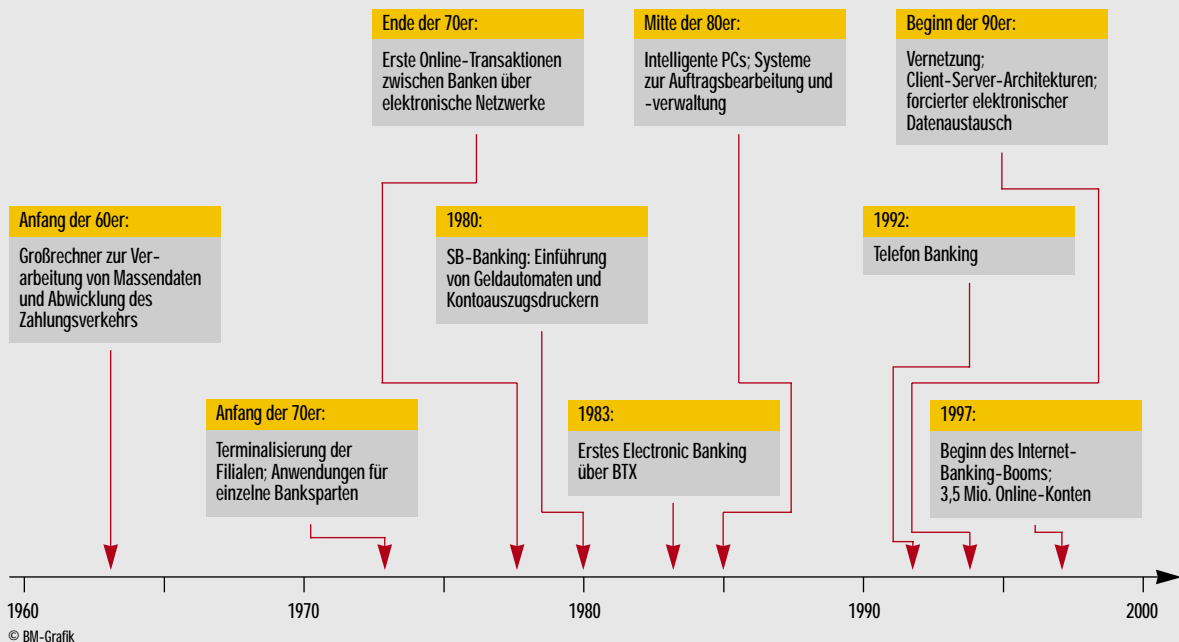 Ende der 70er:
Erste Online-Transaktionen
zwischen Banken über
elektronische Netzwerke
Mitte der 80er:
Intelligente PCs; Systeme
zur Auftragsbearbeitung und
-verwaltung
Beginn der 90er:
Vernetzung;
Client-Server-Architekturen;
forcierter elektronischer
Datenaustausch
Anfang der 60er:
Großrechner zur Ver-
arbeitung von Massendaten
und Abwicklung des
Zahlungsverkehrs
1980:
SB-Banking: Einführung
von Geldautomaten und
Kontoauszugsdruckern
1992:
Telefon Banking
Anfang der 70er:
Terminalisierung der
Filialen; Anwendungen für
einzelne Banksparten
1983:
Erstes Electronic Banking
über BTX
1997:
Beginn des Internet-
Banking-Booms;
3,5 Mio. Online-Konten
1960 1970 1980 1990 2000
© BM-Grafik